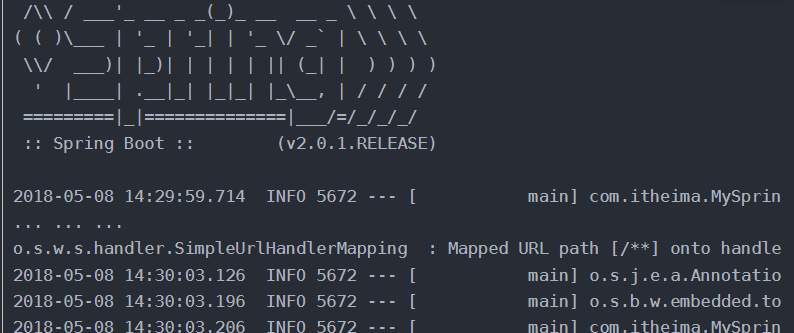 /\\ / ___'_ __ _ _(_)_ __  __ _ \ \ \ \
( ( )\___ | '_ | '_| | '_ \/ _` | \ \ \ \
 \\/  ___)| |_)| | | | | || (_| |  ) ) ) )
  '  |____| .__|_| |_|_| |_\__, | / / / /
 =========|_|==============|___/=/_/_/_/
 :: Spring Boot ::        (v2.0.1.RELEASE)
2018-05-08 14:29:59.714  INFO 5672 --- [           main] com.itheima.MySprin
... ... ...
o.s.w.s.handler.SimpleUrlHandlerMapping  : Mapped URL path [/**] onto handle
2018-05-08 14:30:03.126  INFO 5672 --- [           main] o.s.j.e.a.Annotatio
2018-05-08 14:30:03.196  INFO 5672 --- [           main] o.s.b.w.embedded.to
2018-05-08 14:30:03.206  INFO 5672 --- [           main] com.itheima.MySprin